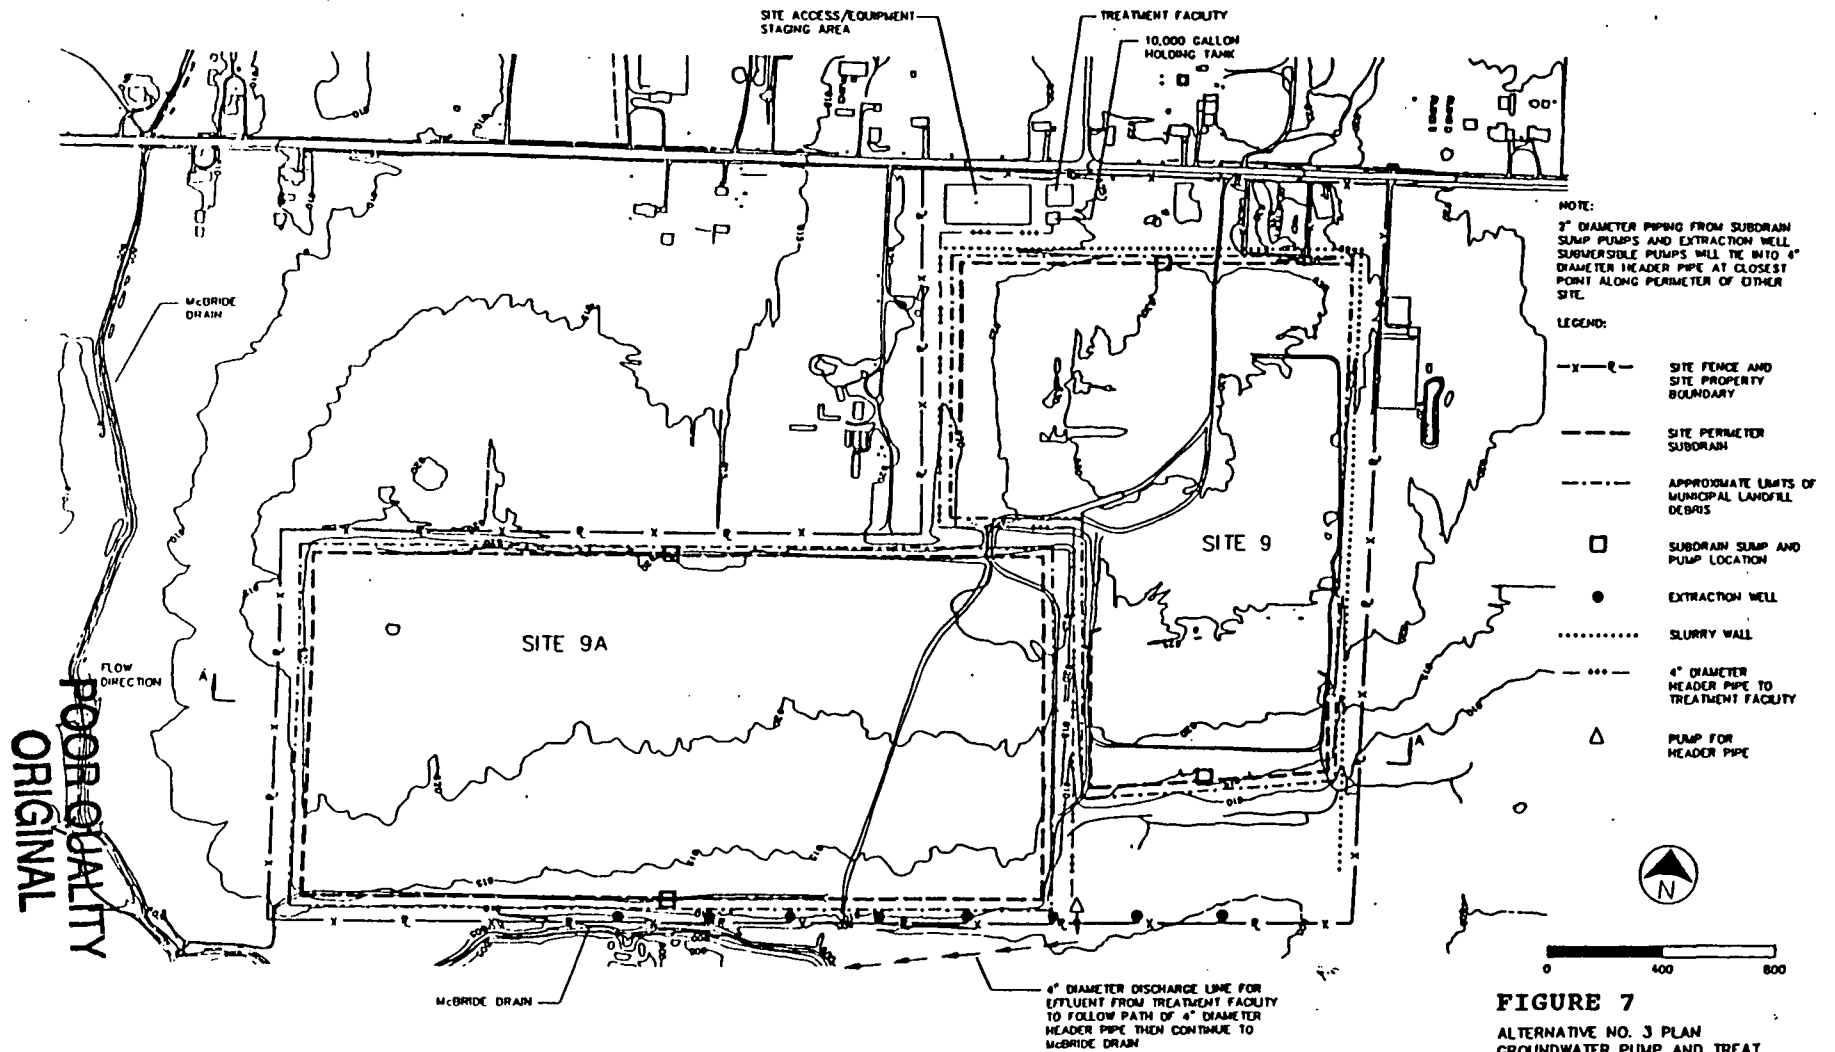 SITE ACCESS/EQUIPMENT
STAGING AREA
TREATMENT FACILITY
10,000 GALLON
HOLDING TANK
McBRIDE
DRAIN
NOTE:
2" DIAMETER PIPING FROM SUBDRAIN
SUMP PUMPS AND EXTRACTION WELL
SUBMERSIBLE PUMPS WILL TIE INTO 4"
DIAMETER HEADER PIPE AT CLOSEST
POINT ALONG PERIMETER OF EITHER
SITE.
LEGEND:
SITE FENCE AND
SITE PROPERTY
BOUNDARY
SITE PERIMETER
SUBDRAIN
APPROXIMATE LIMITS OF
MUNICIPAL LANDFILL
DEBRIS
SUBDRAIN SUMP AND
PUMP LOCATION
EXTRACTION WELL
SLURRY WALL
4" DIAMETER
HEADER PIPE TO
TREATMENT FACILITY
PUMP FOR
HEADER PIPE
SITE 9
SITE 9A
FLOW
DIRECTION
A
A
POOR QUALITY
ORIGINAL
N
0 400 800
McBRIDE DRAIN
4" DIAMETER DISCHARGE LINE FOR
EFFLUENT FROM TREATMENT FACILITY
TO FOLLOW PATH OF 4" DIAMETER
HEADER PIPE THEN CONTINUE TO
McBRIDE DRAIN
FIGURE 7
ALTERNATIVE NO. 3 PLAN
GROUNDWATER PUMP AND TREAT